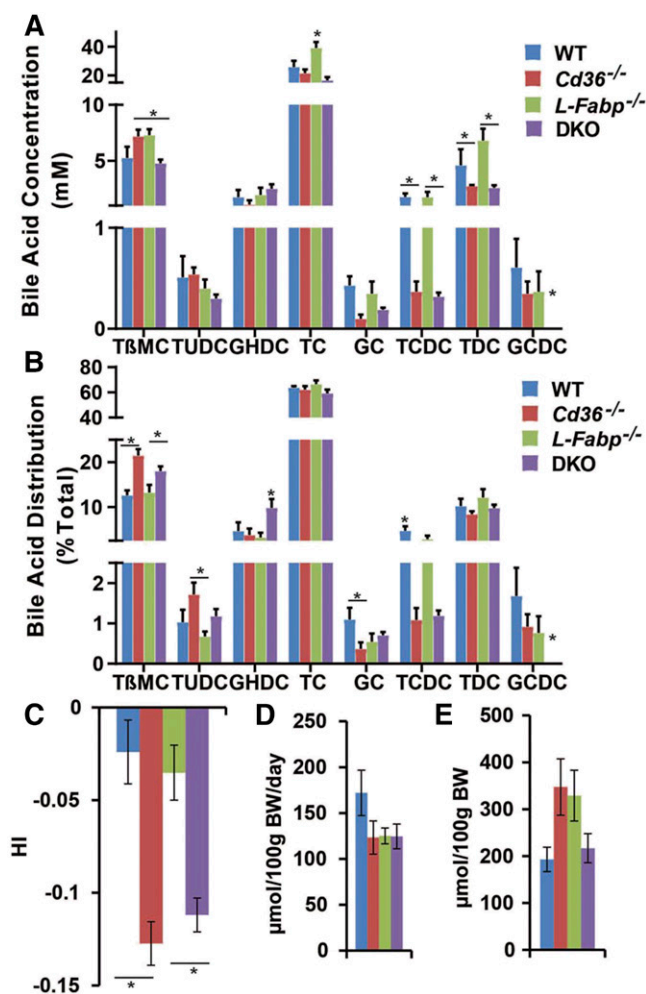 A
Bile Acid Concentration
(mM)
40
20
10
5
1
0
*
*
*
*
*
*
*
WT
Cd36-/-
L-Fabp-/-
DKO
TßMC TUDC GHDC TC GC TCDC TDC GCDC
B
Bile Acid Distribution
(% Total)
80
60
40
20
10
2
1
0
*
*
*
*
*
*
*
WT
Cd36-/-
L-Fabp-/-
DKO
TßMC TUDC GHDC TC GC TCDC TDC GCDC
C
HI
0
-0.05
-0.1
-0.15
*
*
D
µmol/100g BW/day
250
200
150
100
50
0
E
µmol/100g BW
500
400
300
200
100
0